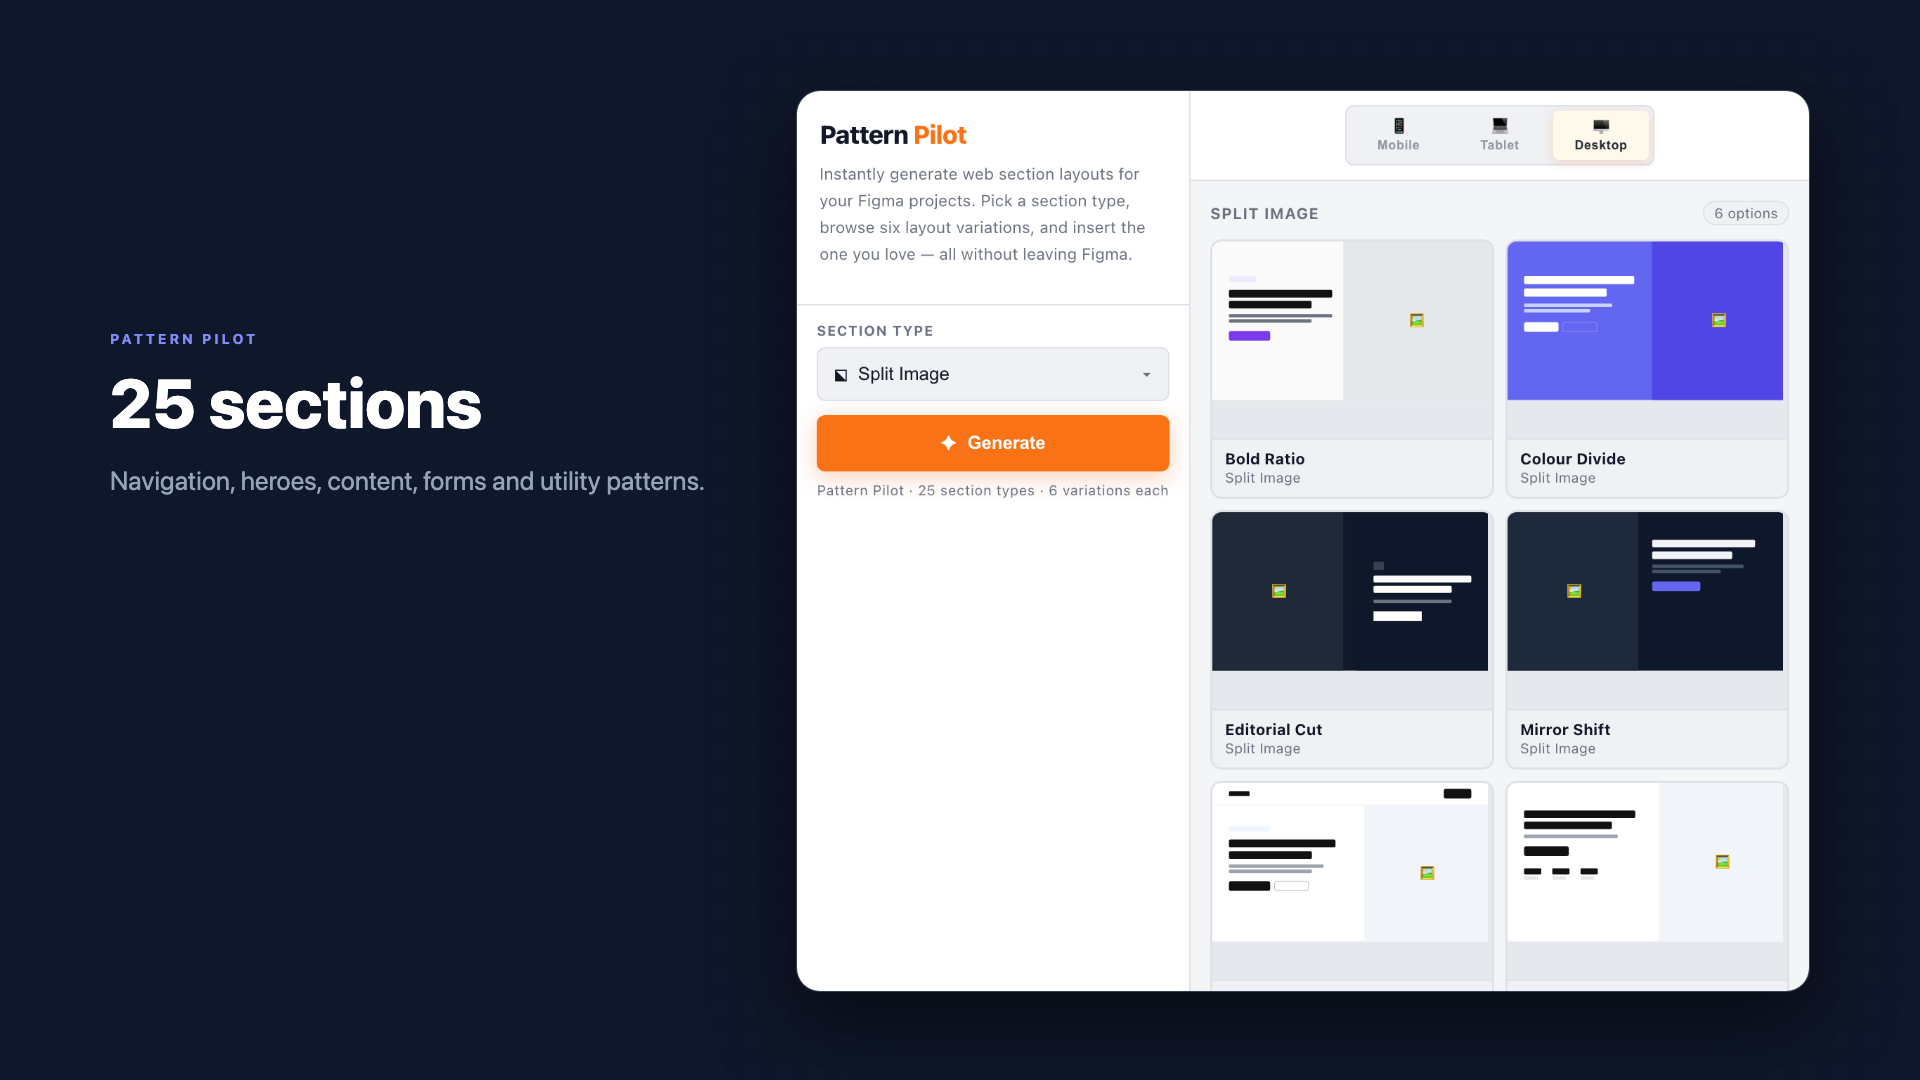 PATTERN PILOT
25 sections
Navigation, heroes, content, forms and utility patterns.
Pattern Pilot
Instantly generate web section layouts for
your Figma projects. Pick a section type,
browse six layout variations, and insert the
one you love — all without leaving Figma.
SECTION TYPE
Split Image
Generate
Pattern Pilot · 25 section types · 6 variations each
Mobile
Tablet
Desktop
SPLIT IMAGE
6 options
Bold Ratio
Split Image
Colour Divide
Split Image
Editorial Cut
Split Image
Mirror Shift
Split Image